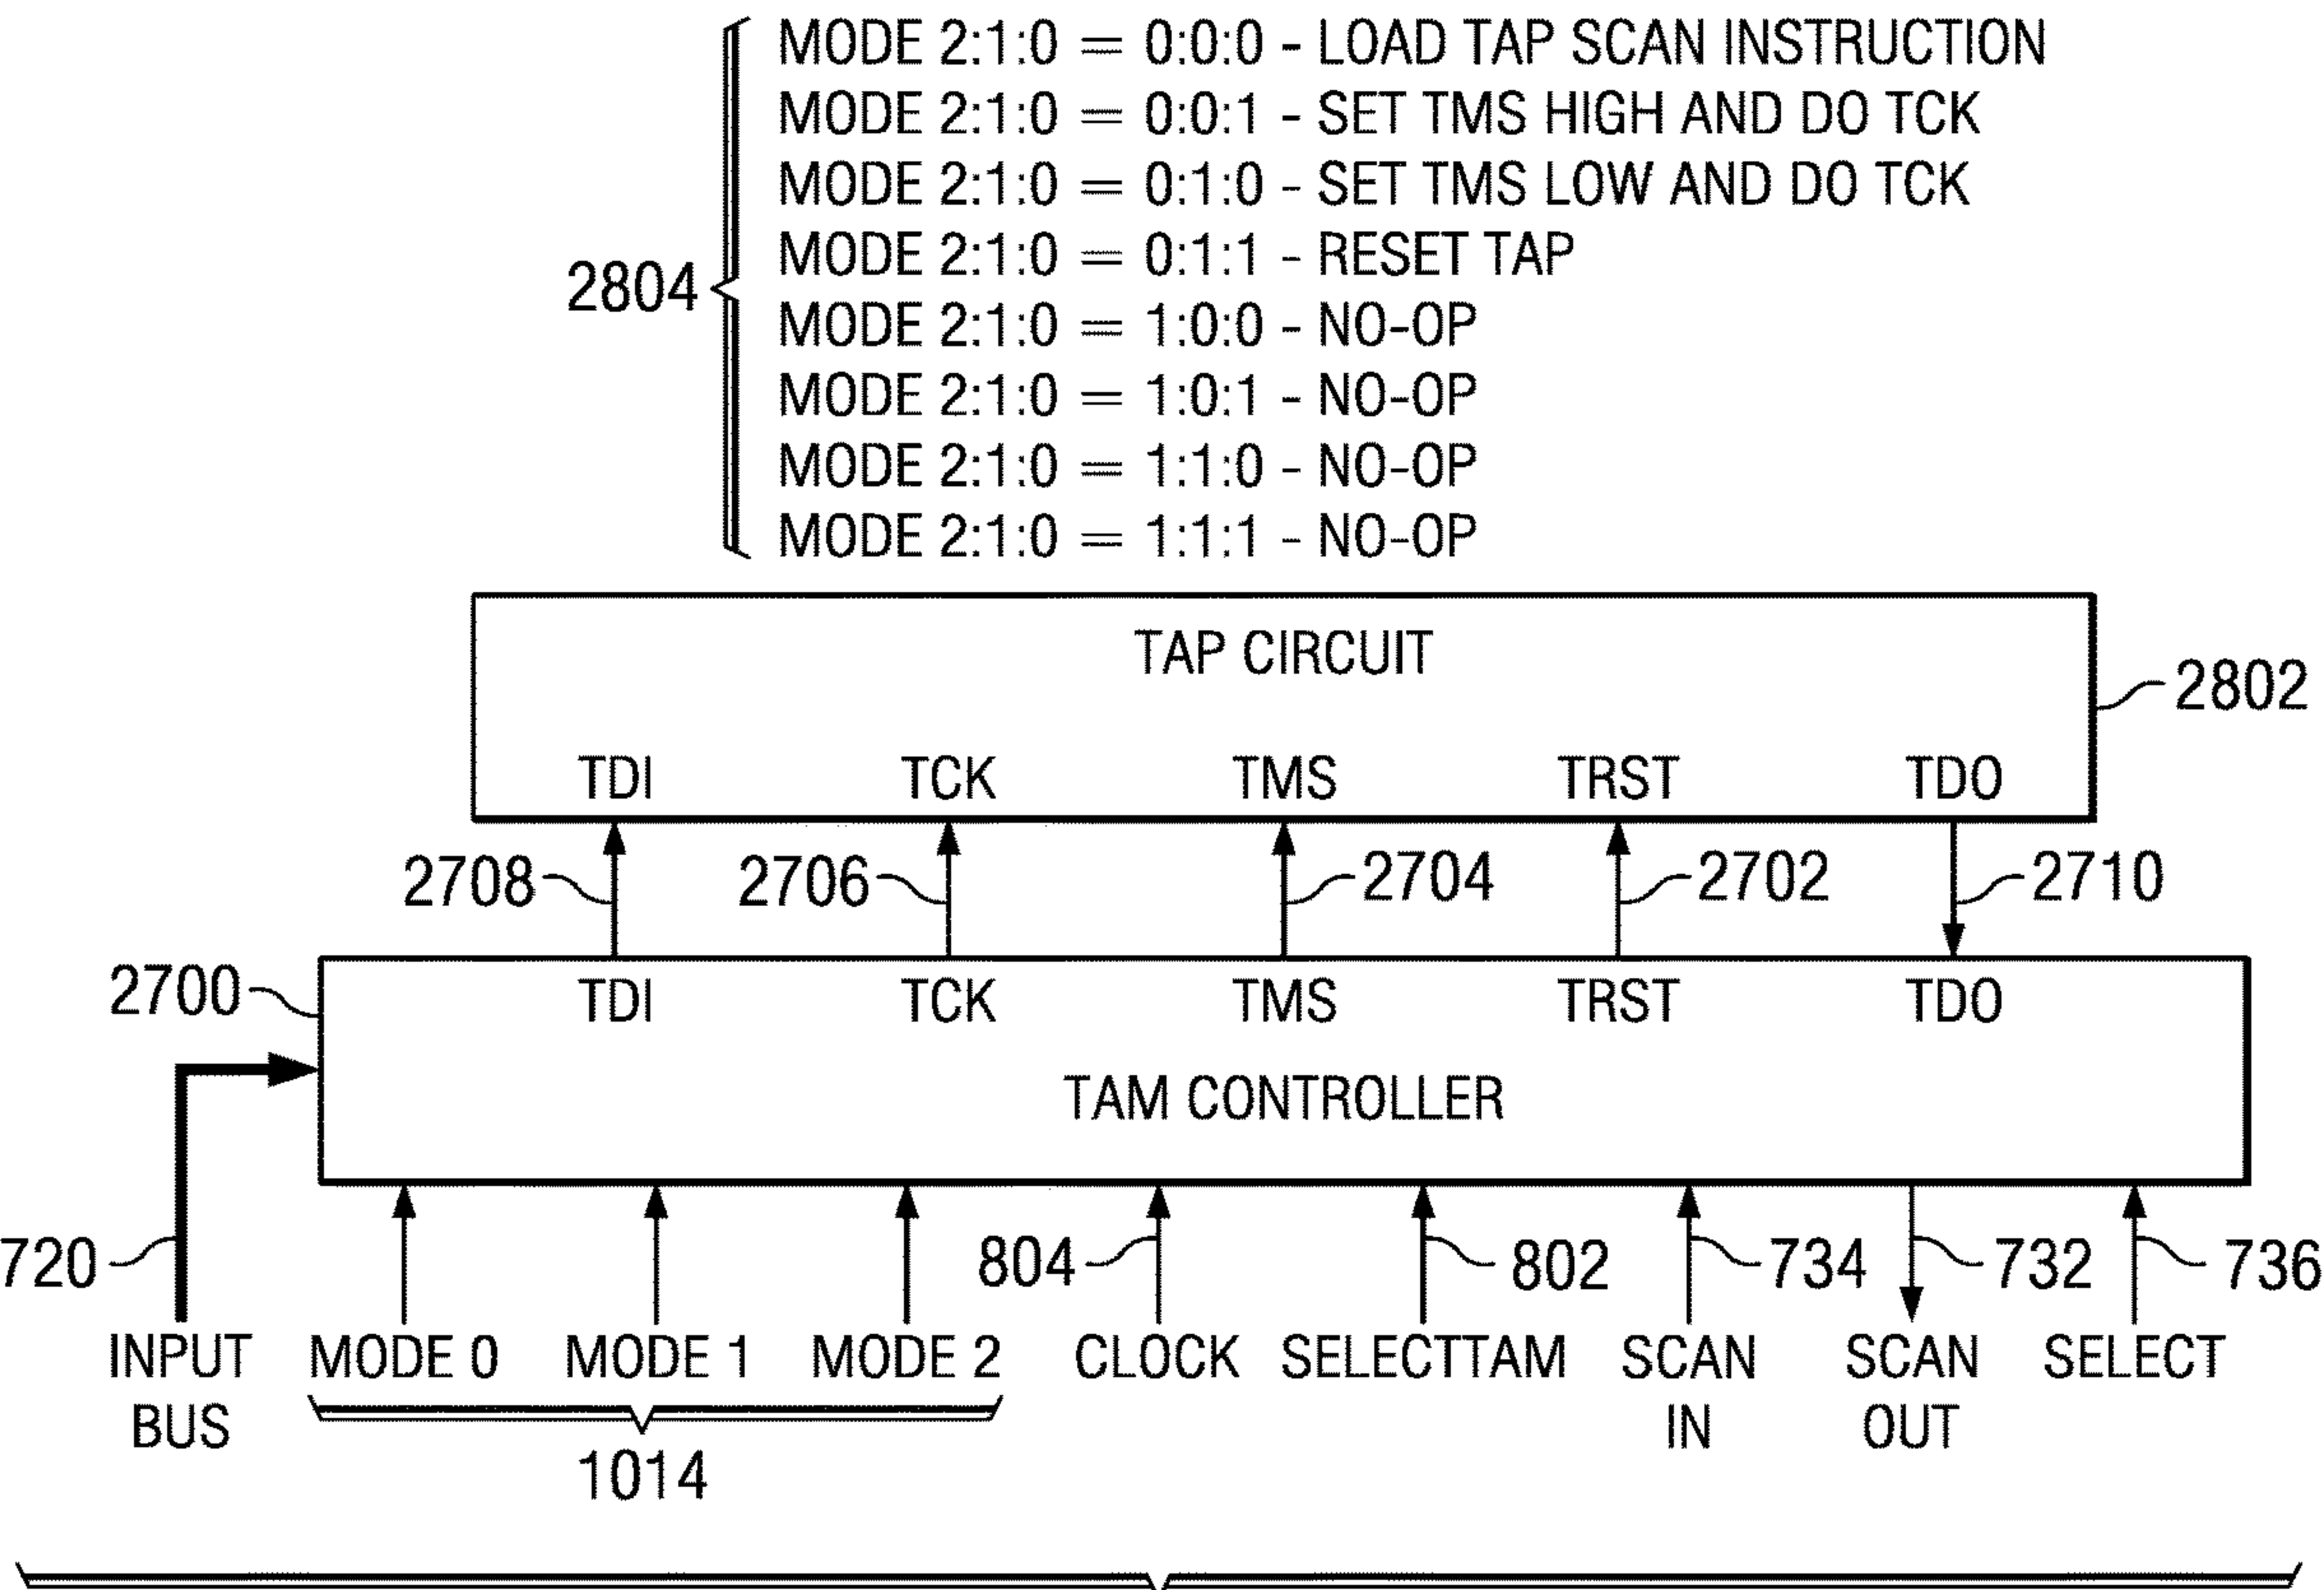 MODE 2:1:0 = 0:0:0 - LOAD TAP SCAN INSTRUCTION
MODE 2:1:0 = 0:0:1 - SET TMS HIGH AND DO TCK
MODE 2:1:0 = 0:1:0 - SET TMS LOW AND DO TCK
MODE 2:1:0 = 0:1:1 - RESET TAP
2804
MODE 2:1:0 = 1:0:0 - NO-OP
MODE 2:1:0 = 1:0:1 - NO-OP
MODE 2:1:0 = 1:1:0 - NO-OP
MODE 2:1:0 = 1:1:1 - NO-OP
TAP CIRCUIT
2802
TDI TCK TMS TRST TDO
2708 2706 2704 2702 2710
2700
TDI TCK TMS TRST TDO
TAM CONTROLLER
720 804 802 734 732 736
INPUT MODE 0 MODE 1 MODE 2 CLOCK SELECTTAM SCAN SCAN SELECT
BUS IN OUT
1014